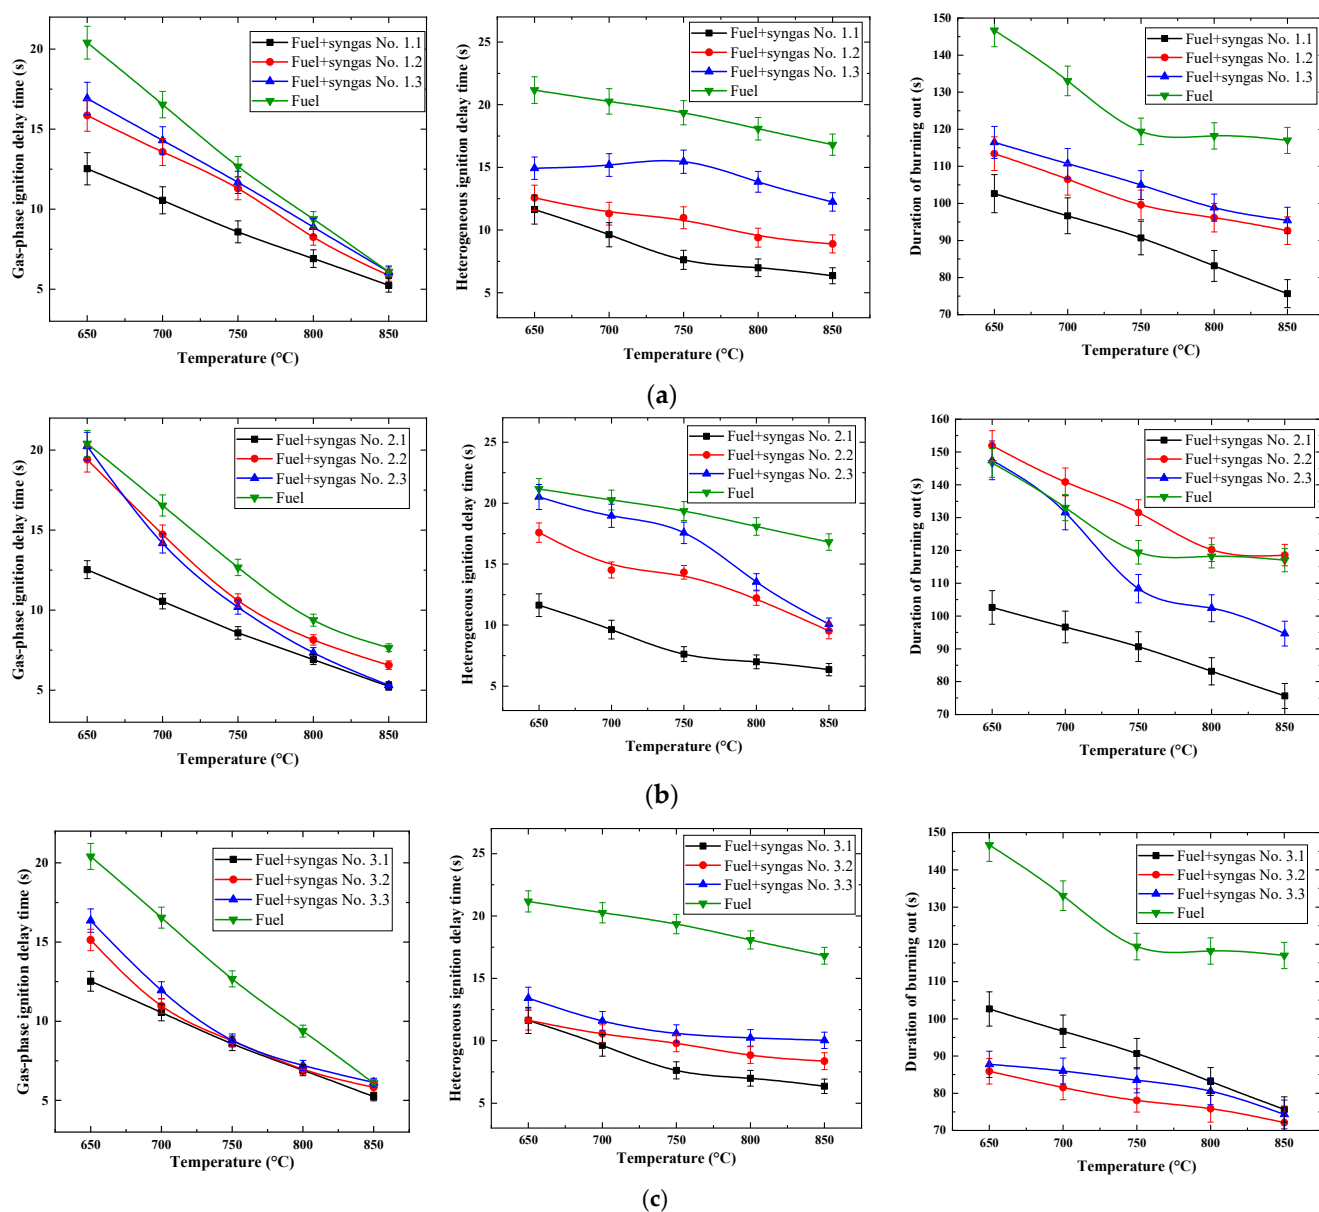 Gas-phase ignition delay time (s)
20
15
10
5
650 700 750 800 850
Temperature (°C)
Fuel+syngas No. 1.1
Fuel+syngas No. 1.2
Fuel+syngas No. 1.3
Fuel
Heterogeneous ignition delay time (s)
25
20
15
10
5
650 700 750 800 850
Temperature (°C)
Fuel+syngas No. 1.1
Fuel+syngas No. 1.2
Fuel+syngas No. 1.3
Fuel
Duration of burning out (s)
150
140
130
120
110
100
90
80
70
650 700 750 800 850
Temperature (°C)
Fuel+syngas No. 1.1
Fuel+syngas No. 1.2
Fuel+syngas No. 1.3
Fuel
(a)
Gas-phase ignition delay time (s)
20
15
10
5
650 700 750 800 850
Temperature (°C)
Fuel+syngas No. 2.1
Fuel+syngas No. 2.2
Fuel+syngas No. 2.3
Fuel
Heterogeneous ignition delay time (s)
25
20
15
10
5
650 700 750 800 850
Temperature (°C)
Fuel+syngas No. 2.1
Fuel+syngas No. 2.2
Fuel+syngas No. 2.3
Fuel
Duration of burning out (s)
160
150
140
130
120
110
100
90
80
70
650 700 750 800 850
Temperature (°C)
Fuel+syngas No. 2.1
Fuel+syngas No. 2.2
Fuel+syngas No. 2.3
Fuel
(b)
Gas-phase ignition delay time (s)
20
15
10
5
650 700 750 800 850
Temperature (°C)
Fuel+syngas No. 3.1
Fuel+syngas No. 3.2
Fuel+syngas No. 3.3
Fuel
Heterogeneous ignition delay time (s)
25
20
15
10
5
650 700 750 800 850
Temperature (°C)
Fuel+syngas No. 3.1
Fuel+syngas No. 3.2
Fuel+syngas No. 3.3
Fuel
Duration of burning out (s)
150
140
130
120
110
100
90
80
70
650 700 750 800 850
Temperature (°C)
Fuel+syngas No. 3.1
Fuel+syngas No. 3.2
Fuel+syngas No. 3.3
Fuel
(c)